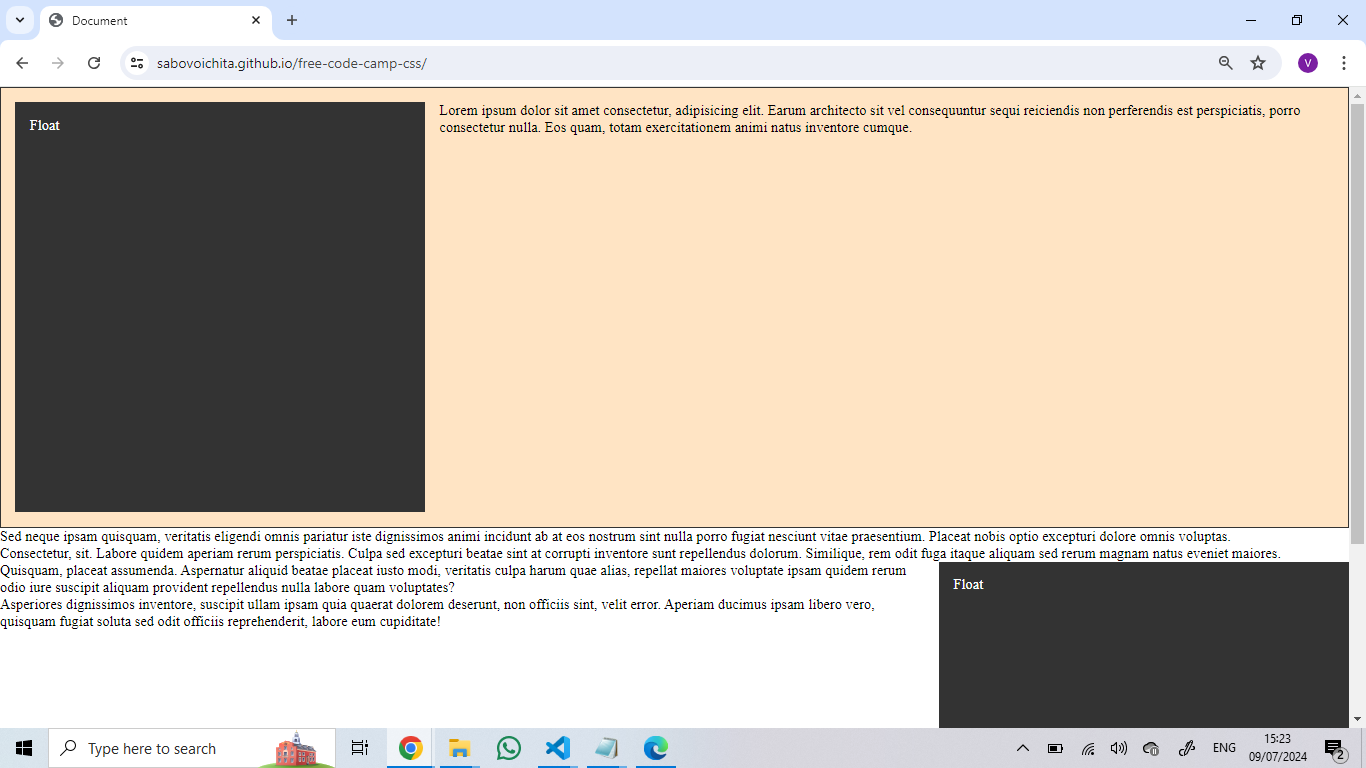 Document
sabovoichita.github.io/free-code-camp-css/
V
Float
Lorem ipsum dolor sit amet consectetur, adipisicing elit. Earum architecto sit vel consequuntur sequi reiciendis non perferendis est perspiciatis, porro
consectetur nulla. Eos quam, totam exercitationem animi natus inventore cumque.
Sed neque ipsam quisquam, veritatis eligendi omnis pariatur iste dignissimos animi incidunt ab at eos nostrum sint nulla porro fugiat nesciunt vitae praesentium. Placeat nobis optio excepturi dolore omnis voluptas.
Consectetur, sit. Labore quidem aperiam rerum perspiciatis. Culpa sed excepturi beatae sint at corrupti inventore sunt repellendus dolorum. Similique, rem odit fuga itaque aliquam sed rerum magnam natus eveniet maiores.
Quisquam, placeat assumenda. Aspernatur aliquid beatae placeat iusto modi, veritatis culpa harum quae alias, repellat maiores voluptate ipsam quidem rerum
odio iure suscipit aliquam provident repellendus nulla labore quam voluptates?
Asperiores dignissimos inventore, suscipit ullam ipsam quia quaerat dolorem deserunt, non officiis sint, velit error. Aperiam ducimus ipsam libero vero,
quisquam fugiat soluta sed odit officiis reprehenderit, labore eum cupiditate!
Float
Type here to search
ENG
15:23
09/07/2024
2